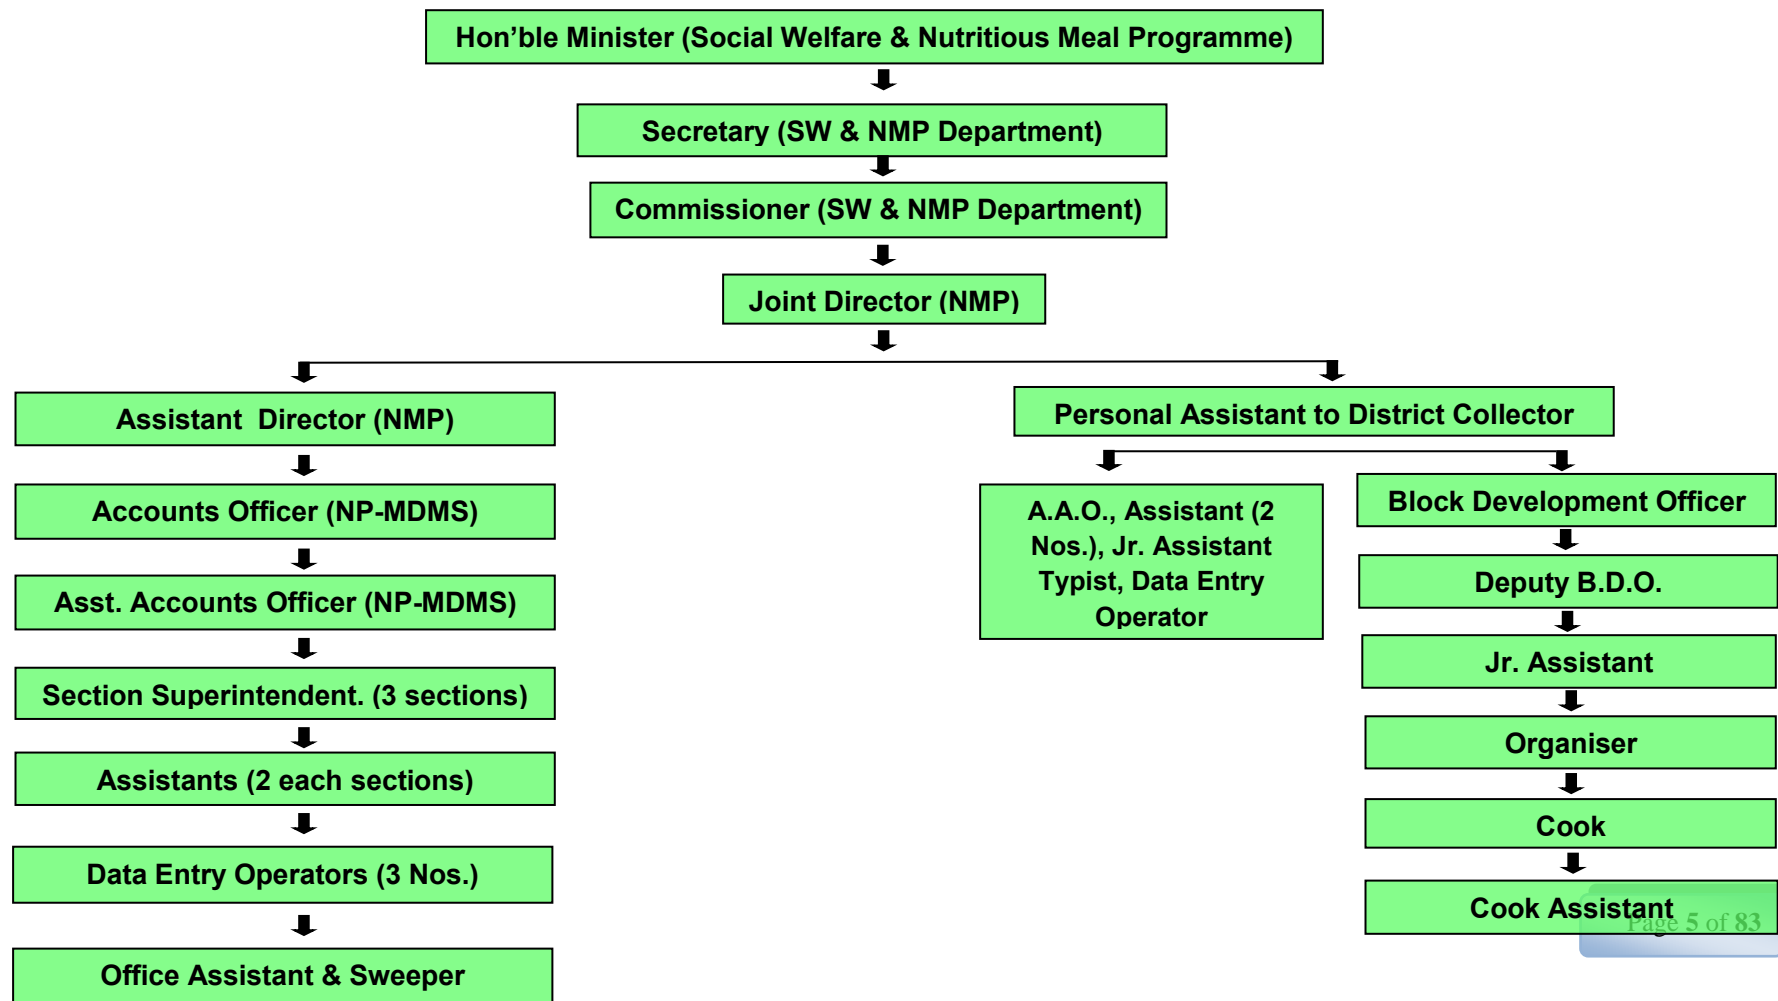 Hon’ble Minister (Social Welfare & Nutritious Meal Programme)
Secretary (SW & NMP Department)
Commissioner (SW & NMP Department)
Joint Director (NMP)
Assistant Director (NMP)
Accounts Officer (NP-MDMS)
Asst. Accounts Officer (NP-MDMS)
Section Superintendent. (3 sections)
Assistants (2 each sections)
Data Entry Operators (3 Nos.)
Office Assistant & Sweeper
Personal Assistant to District Collector
A.A.O., Assistant (2
Nos.), Jr. Assistant
Typist, Data Entry
Operator
Block Development Officer
Deputy B.D.O.
Jr. Assistant
Organiser
Cook
Cook Assistant
Page 5 of 83